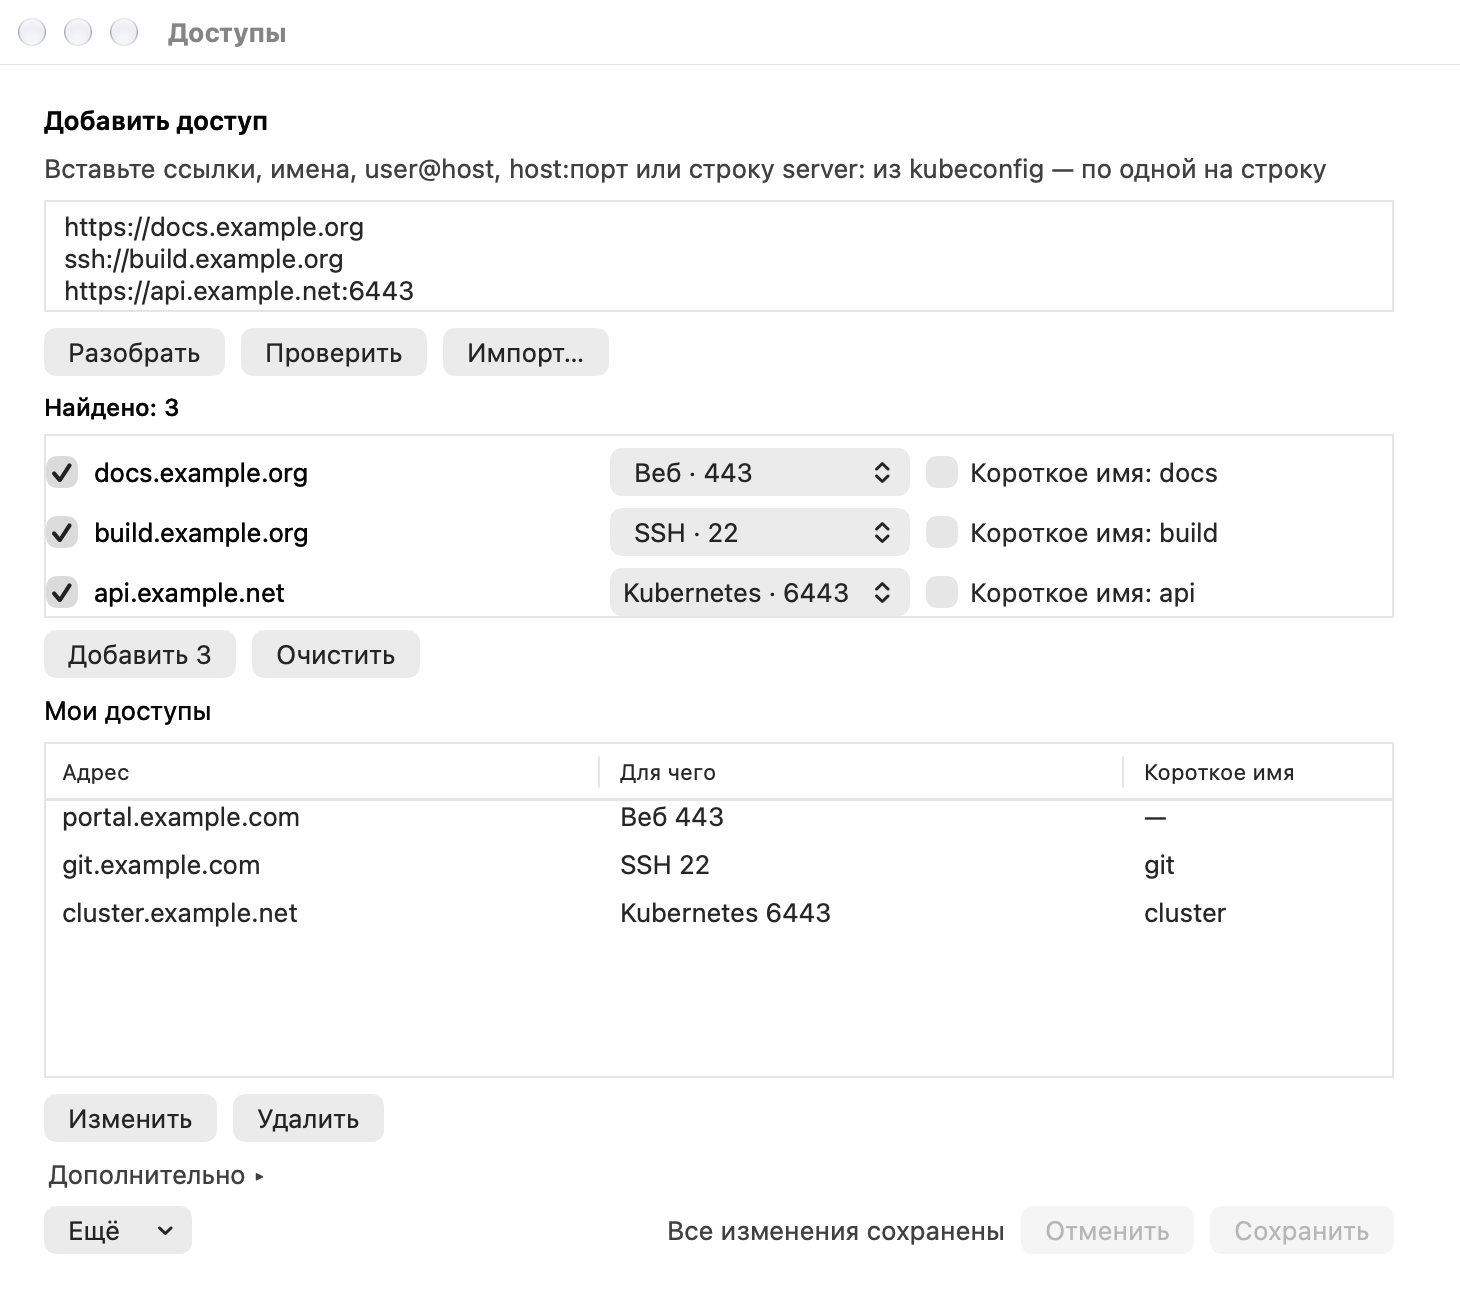 Доступы
Добавить доступ
Вставьте ссылки, имена, user@host, host:порт или строку server: из kubeconfig — по одной на строку
https://docs.example.org
ssh://build.example.org
https://api.example.net:6443
Разобрать Проверить Импорт...
Найдено: 3
docs.example.org Веб · 443 Короткое имя: docs
build.example.org SSH · 22 Короткое имя: build
api.example.net Kubernetes · 6443 Короткое имя: api
Добавить 3 Очистить
Мои доступы
Адрес Для чего Короткое имя
portal.example.com Веб 443 —
git.example.com SSH 22 git
cluster.example.net Kubernetes 6443 cluster
Изменить Удалить
Дополнительно ▸
Ещё Все изменения сохранены Отменить Сохранить